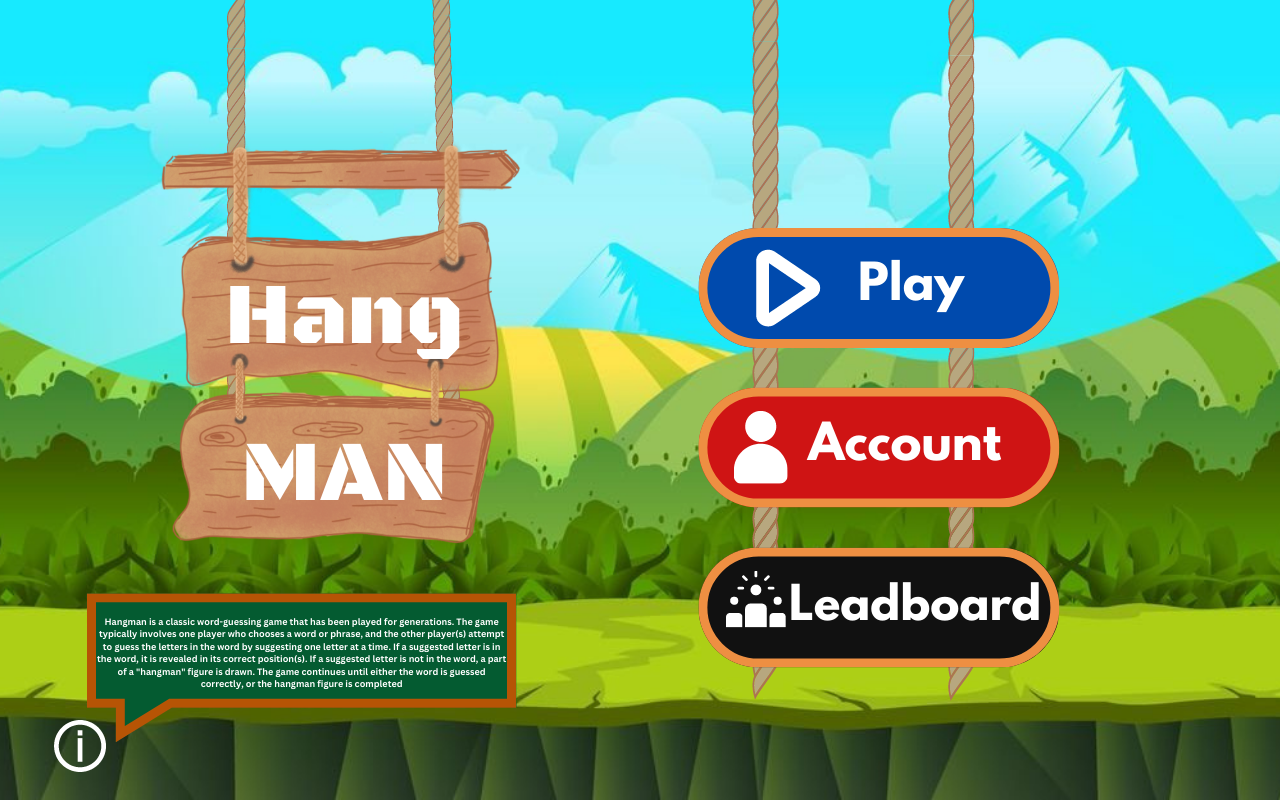 Hang
MAN
Play
Account
Leadboard
Hangman is a classic word-guessing game that has been played for generations. The game
typically involves one player who chooses a word or phrase, and the other player(s) attempt
to guess the letters in the word by suggesting one letter at a time. If a suggested letter is in
the word, it is revealed in its correct position(s). If a suggested letter is not in the word, a part
of a "hangman" figure is drawn. The game continues until either the word is guessed
correctly, or the hangman figure is completed
i